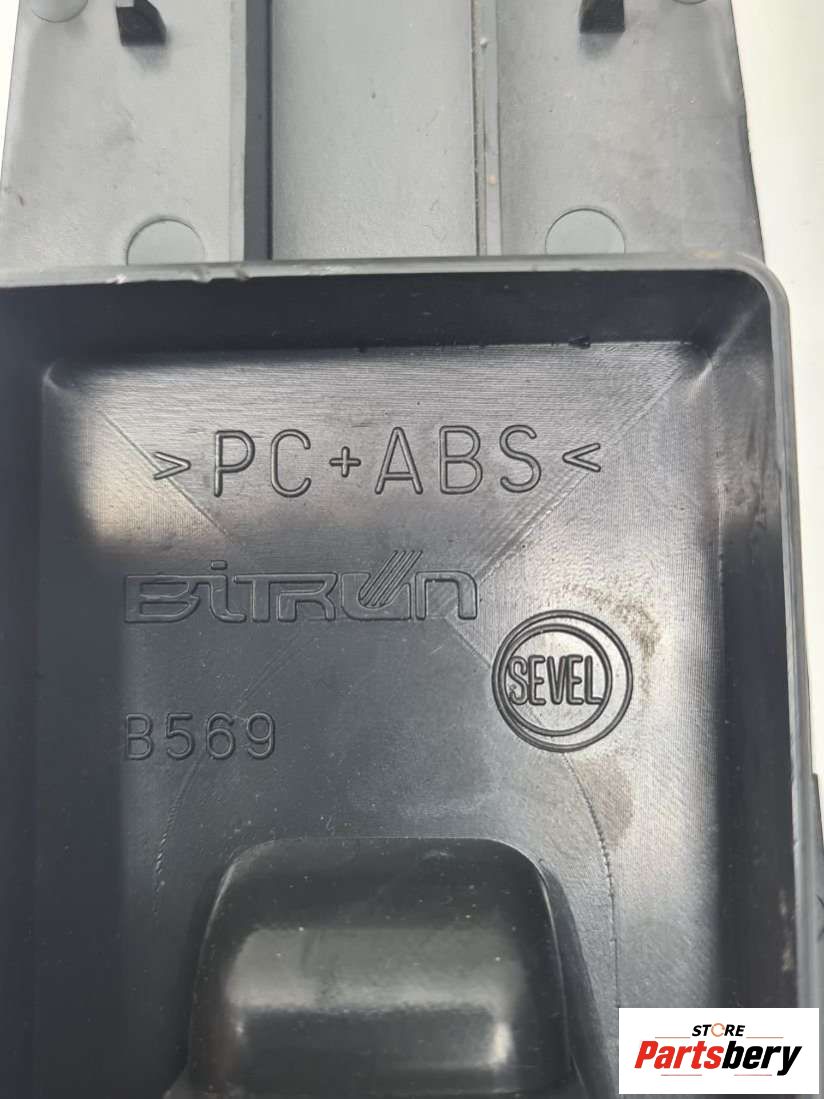 >PC+ABS<
BiTRON
SEVEL
B569
STORE
Partsbery